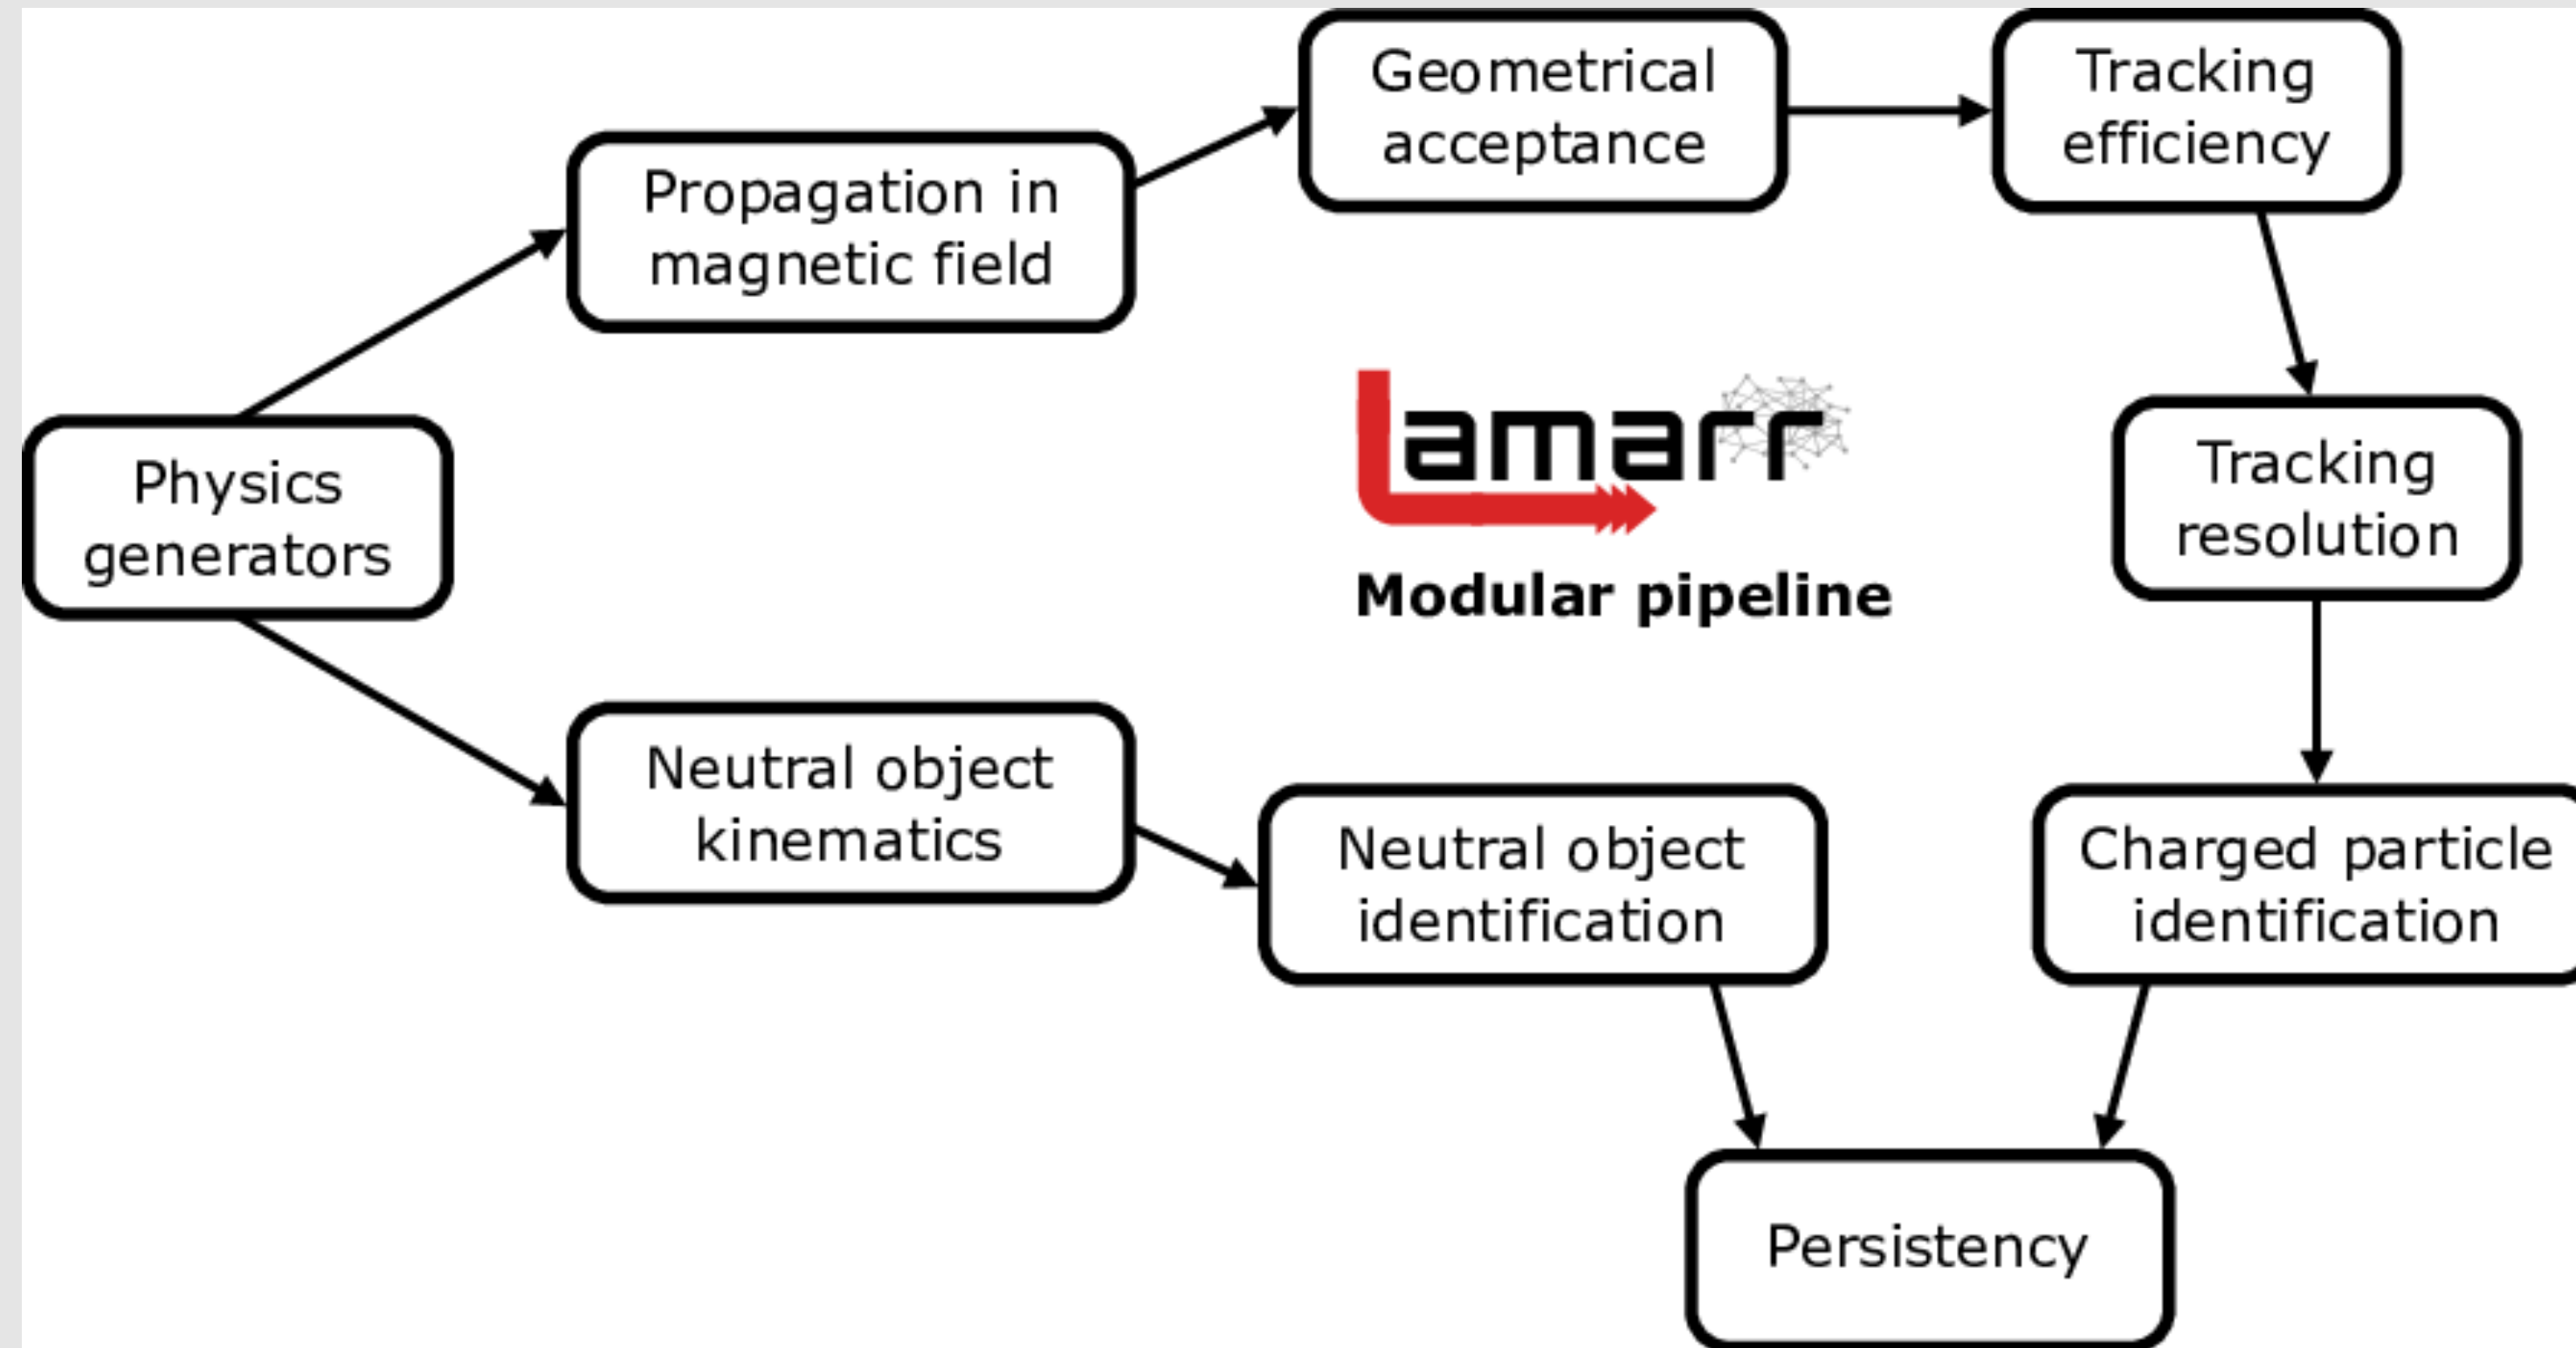 Geometrical
acceptance
Tracking
efficiency
Propagation in
magnetic field
Physics
generators
Lamarr
Modular pipeline
Tracking
resolution
Neutral object
kinematics
Neutral object
identification
Charged particle
identification
Persistency